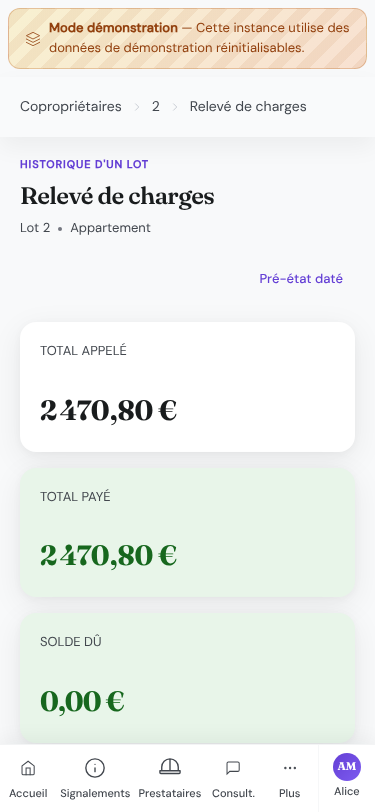 Mode démonstration — Cette instance utilise des
données de démonstration réinitialisables.
Copropriétaires > 2 > Relevé de charges
HISTORIQUE D'UN LOT
Relevé de charges
Lot 2 • Appartement
Pré-état daté
TOTAL APPELÉ
2 470,80 €
TOTAL PAYÉ
2 470,80 €
SOLDE DÛ
0,00 €
AM
Accueil Signalements Prestataires Consult. Plus Alice